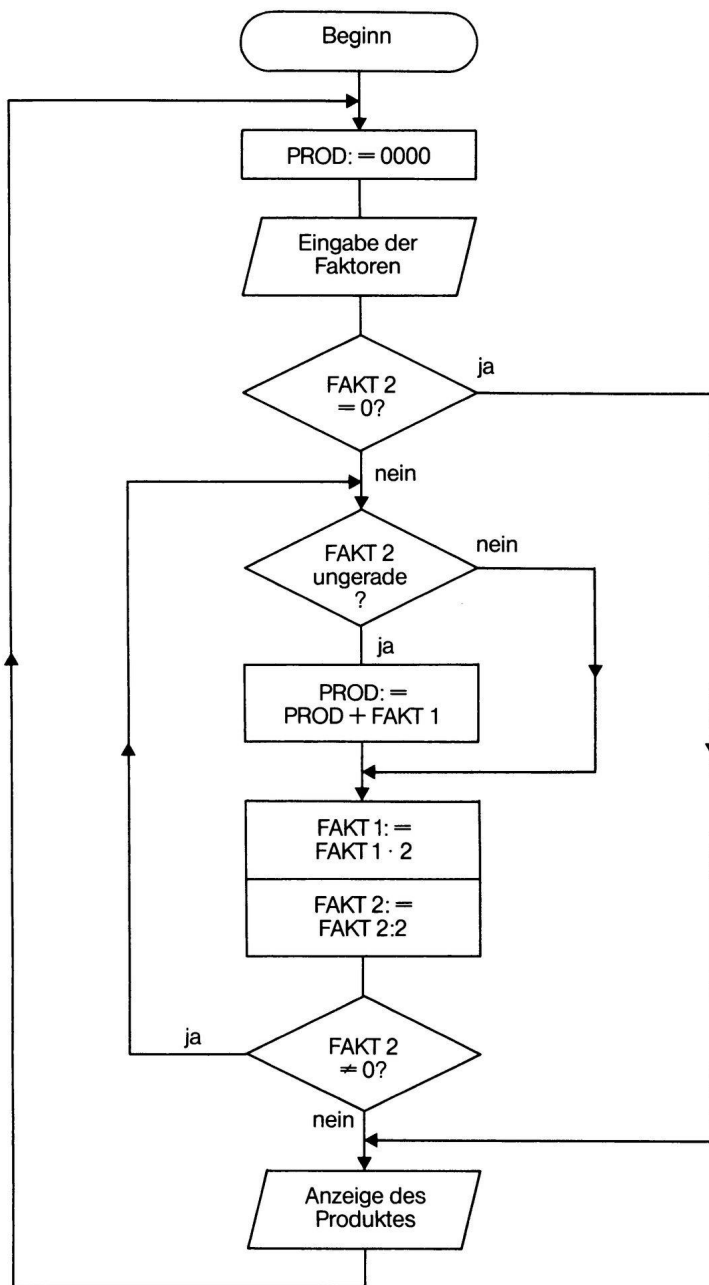 Beginn
PROD: = 0000
Eingabe der
Faktoren
FAKT 2
= 0?
ja
nein
FAKT 2
ungerade
?
nein
ja
PROD: =
PROD + FAKT 1
FAKT 1: =
FAKT 1 · 2
FAKT 2: =
FAKT 2:2
ja
FAKT 2
≠ 0?
nein
Anzeige des
Produktes